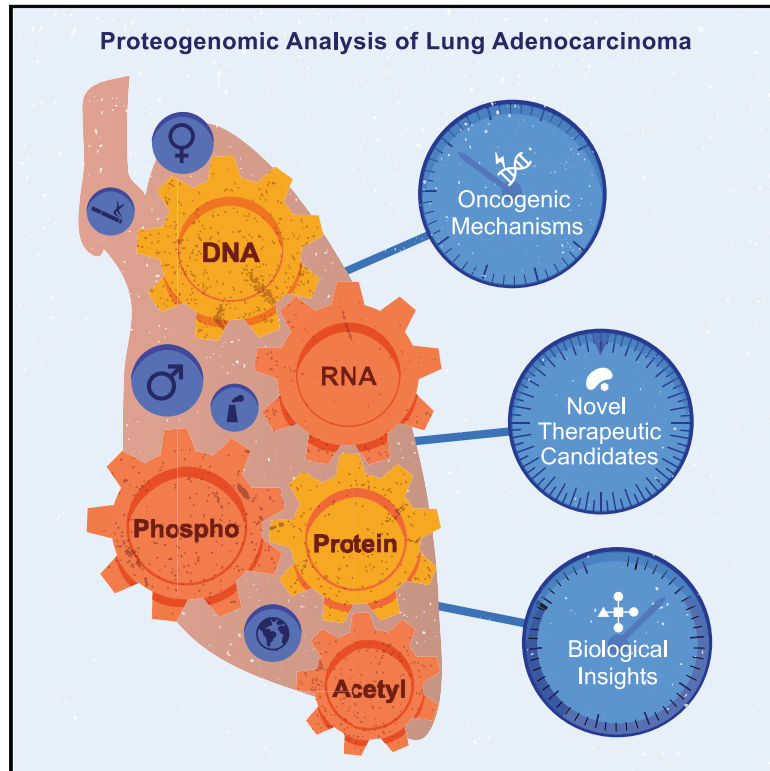 Proteogenomic Analysis of Lung Adenocarcinoma
DNA
RNA
Phospho
Protein
Acetyl
Oncogenic
Mechanisms
Novel
Therapeutic
Candidates
Biological
Insights